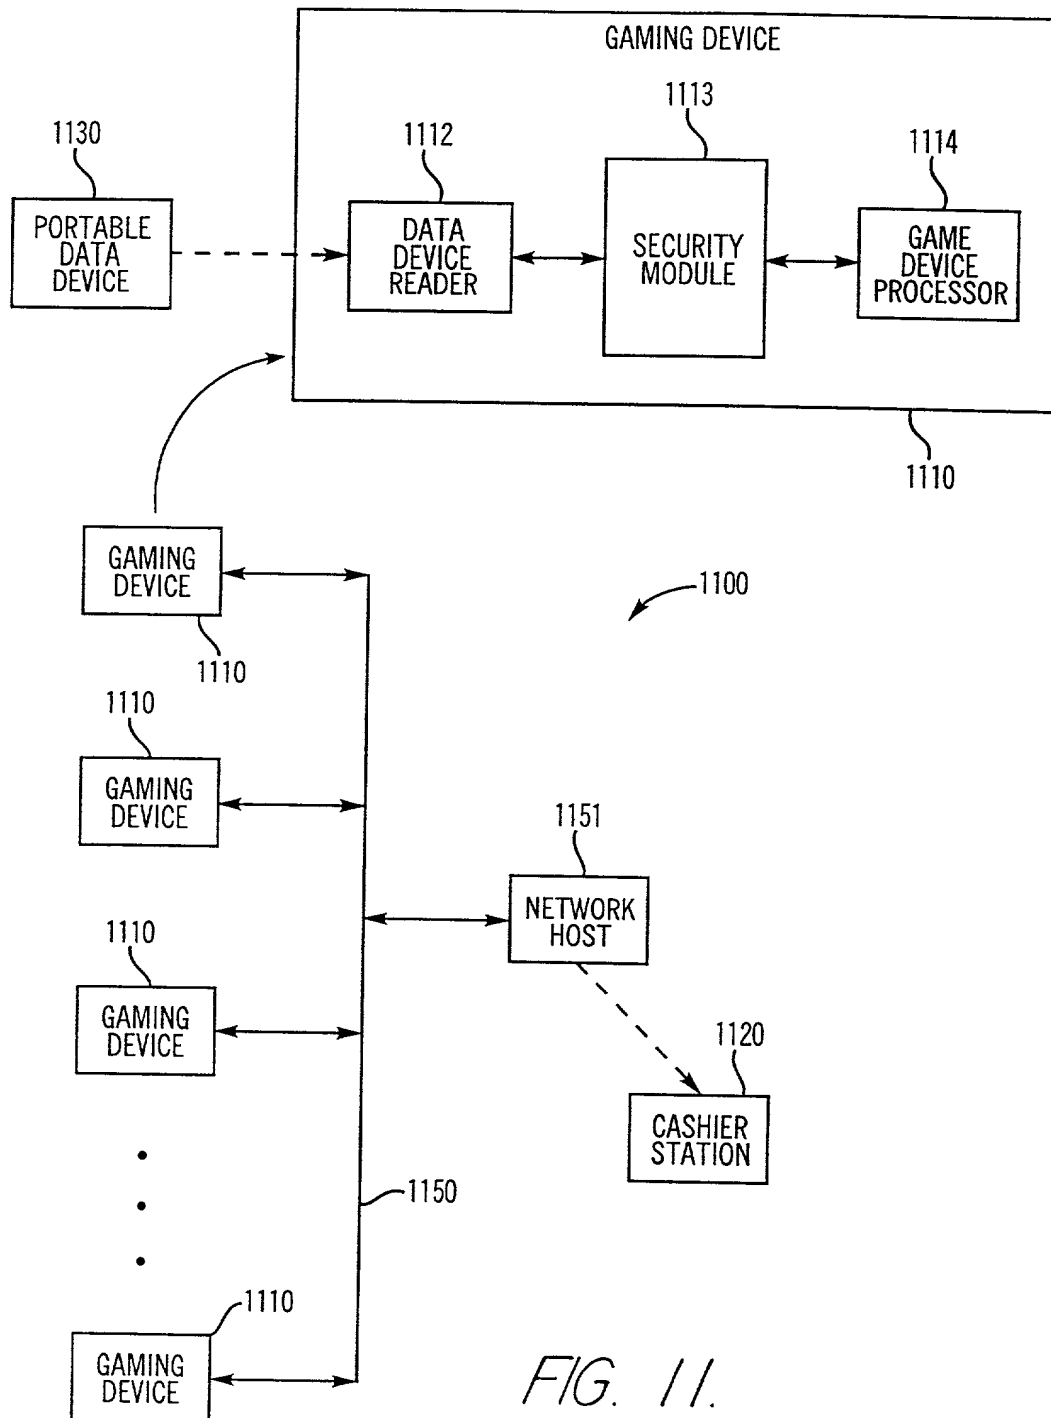 GAMING DEVICE
1113
1130
1112
1114
PORTABLE
DATA
DEVICE
DATA
DEVICE
READER
SECURITY
MODULE
GAME
DEVICE
PROCESSOR
1110
GAMING
DEVICE
1100
1110
1110
GAMING
DEVICE
1151
NETWORK
HOST
1110
GAMING
DEVICE
1120
CASHIER
STATION
1150
1110
GAMING
DEVICE
FIG. 11.